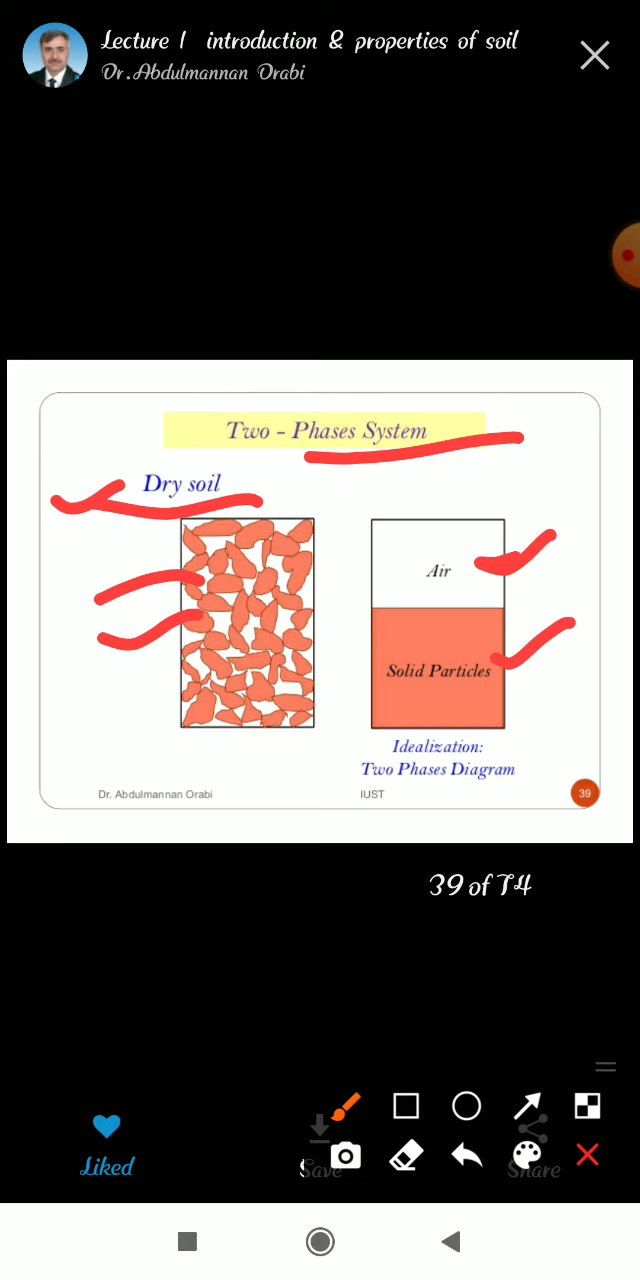 Lecture 1 introduction & properties of soil
Dr.Abdulmannan Orabi
Two - Phases System
Dry soil
Air
Solid Particles
Idealization:
Two Phases Diagram
Dr. Abdulmannan Orabi
IUST
39
39 of 74
Liked
Save
Share